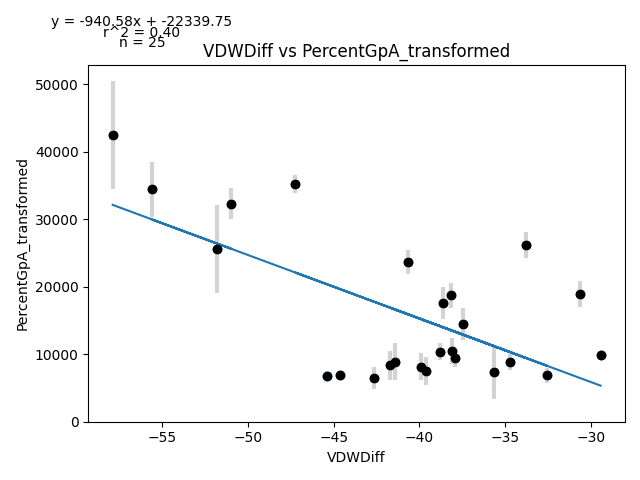 y = -940.58x + -22339.75
r^2 = 0.40
n = 25
VDWDiff vs PercentGpA_transformed
50000
40000
30000
20000
10000
0
PercentGpA_transformed
−55 −50 −45 −40 −35 −30
VDWDiff